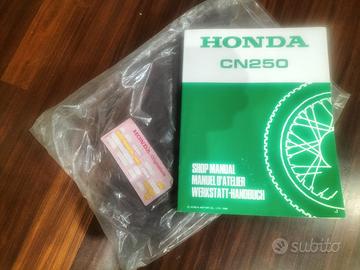 HONDA
CN250
SHOP MANUAL
MANUEL D'ATELIER
WERKSTATT-HANDBUCH
HONDA
subito